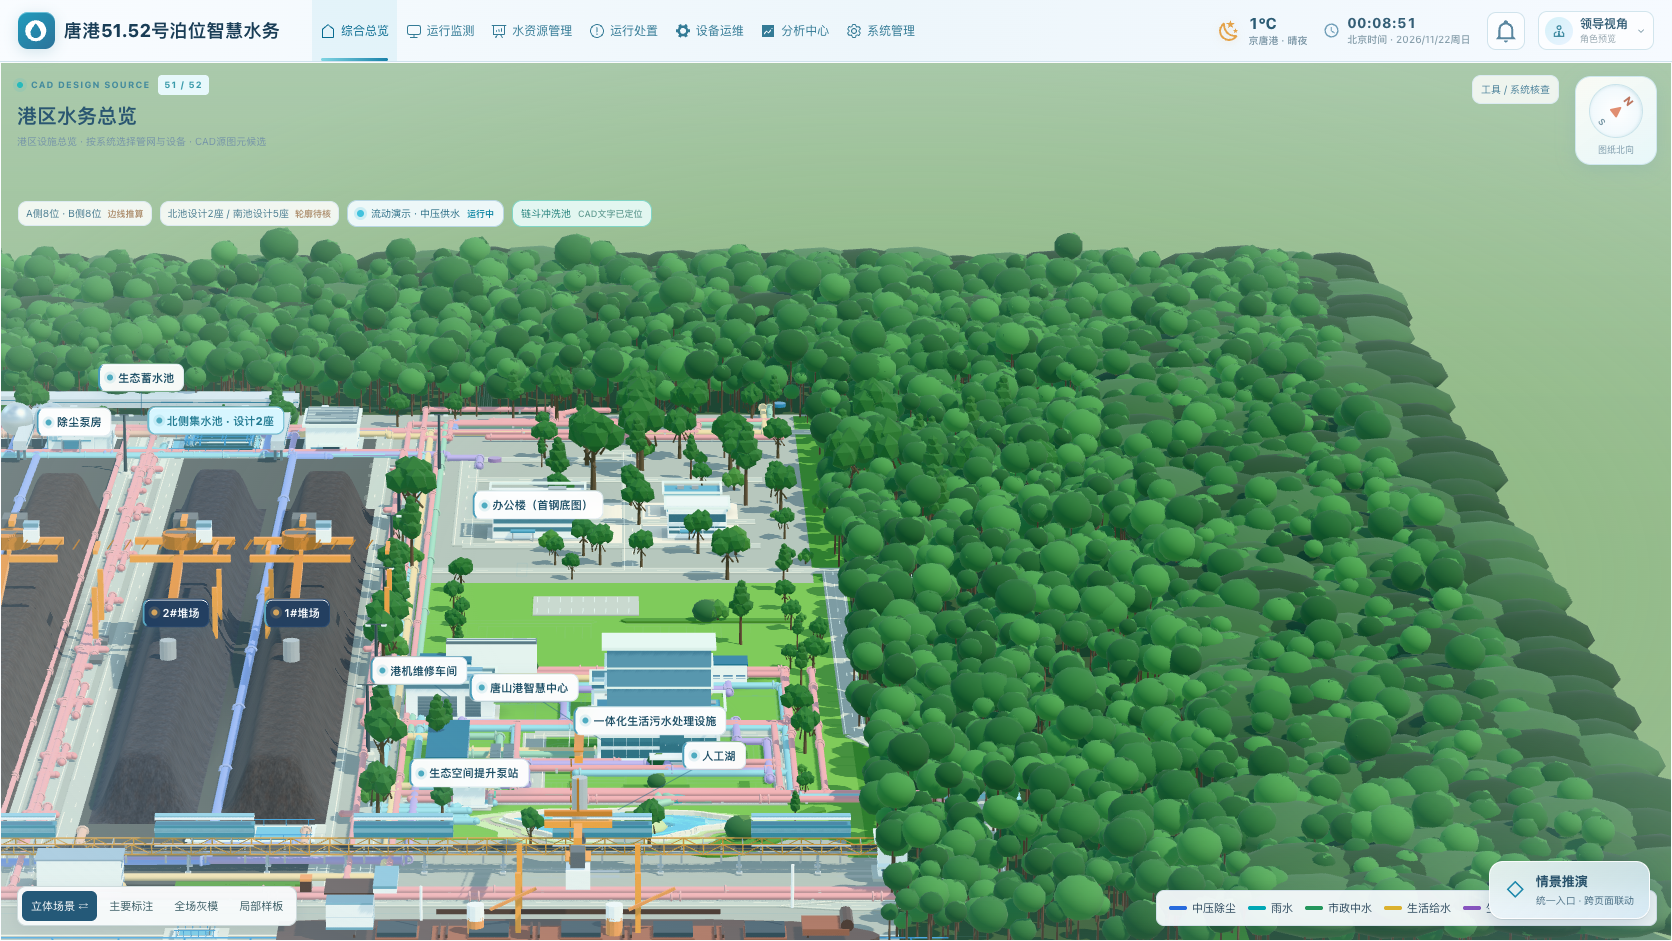 唐港51.52号泊位智慧水务
综合总览
运行监测
水资源管理
运行处置
设备运维
分析中心
系统管理
1°C
京唐港 · 晴夜
00:08:51
北京时间 · 2026/11/22周日
领导视角
角色预览
CAD DESIGN SOURCE 51 / 52
港区水务总览
港区设施总览 · 按系统选择管网与设备 · CAD源图元候选
工具 / 系统核查
N
S
图纸北向
A侧8位 · B侧8位 边线推算
北池设计2座 / 南池设计5座 轮廓待核
流动演示 · 中压供水 运行中
链斗冲洗池 CAD文字已定位
生态蓄水池
除尘泵房
北侧集水池 · 设计2座
办公楼（首钢底图）
2#堆场
1#堆场
港机维修车间
唐山港智慧中心
一体化生活污水处理设施
人工湖
生态空间提升泵站
立体场景
主要标注
全场灰模
局部样板
中压除尘
雨水
市政中水
生活给水
情景推演
统一入口 · 跨页面联动